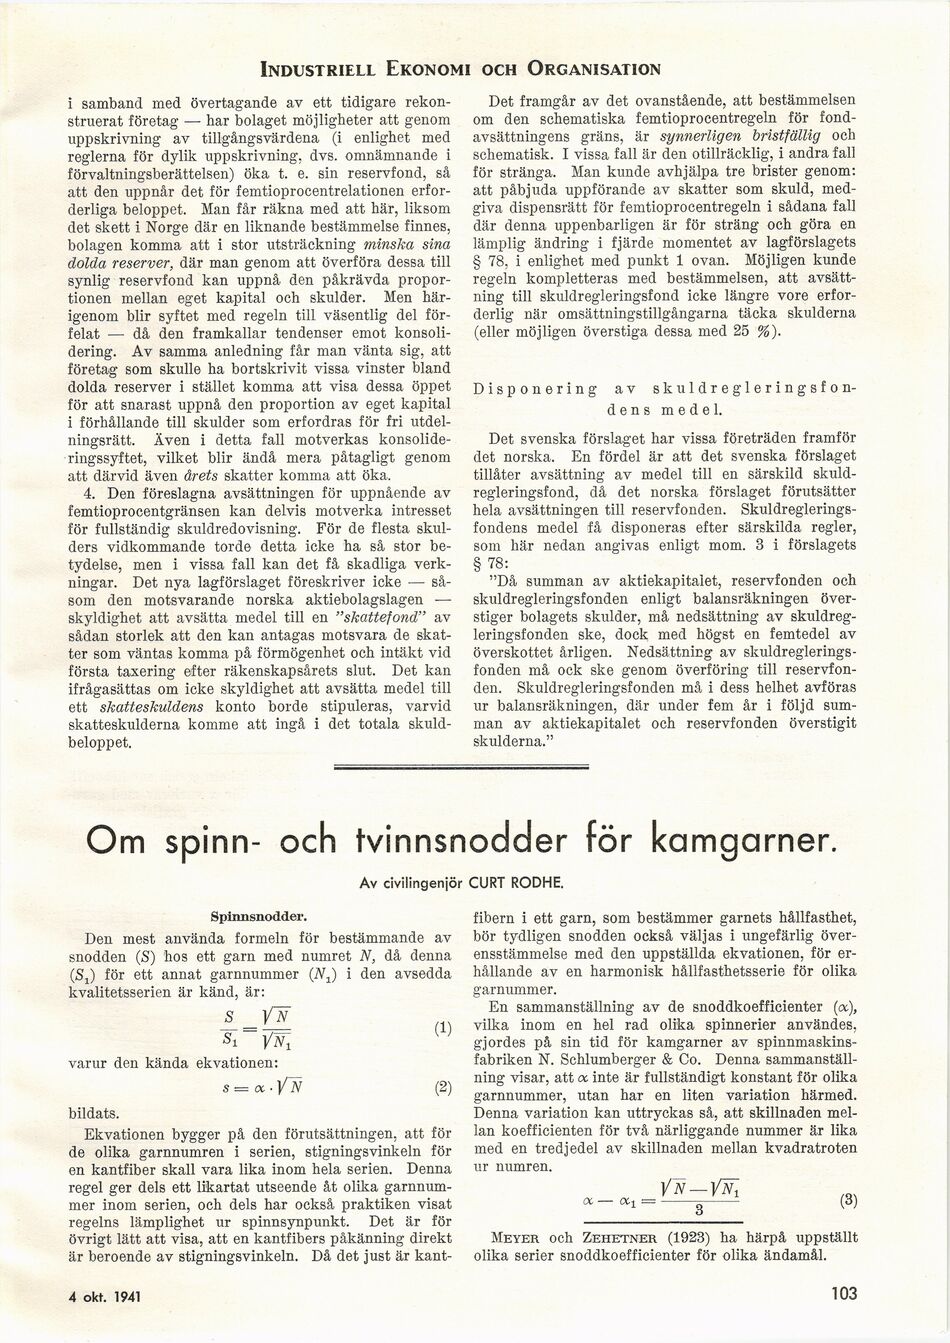 INDUSTRIELL EKONOMI OCH ORGANISATION
i samband med övertagande av ett tidigare rekon-
struerat företag — har bolaget möjligheter att genom
uppskrivning av tillgångsvärdena (i enlighet med
reglerna för dylik uppskrivning, dvs. omnämnande i
förvaltningsberättelsen) öka t. e. sin reservfond, så
att den uppnår det för femtioprocentrelationen erfor-
derliga beloppet. Man får räkna med att här, liksom
det skett i Norge där en liknande bestämmelse finnes,
bolagen komma att i stor utsträckning minska sina
dolda reserver, där man genom att överföra dessa till
synlig reservfond kan uppnå den påkrävda propor-
tionen mellan eget kapital och skulder. Men här-
igenom blir syftet med regeln till väsentlig del för-
felat — då den framkallar tendenser emot konsoli-
dering. Av samma anledning får man vänta sig, att
företag som skulle ha bortskrivit vissa vinster bland
dolda reserver i stället komma att visa dessa öppet
för att snarast uppnå den proportion av eget kapital
i förhållande till skulder som erfordras för fri utdel-
ningsrätt. Även i detta fall motverkas konsolide-
ringssyftet, vilket blir ändå mera påtagligt genom
att därvid även årets skatter komma att öka.
4. Den föreslagna avsättningen för uppnående av
femtioprocentgränsen kan delvis motverka intresset
för fullständig skuldredovisning. För de flesta skul-
ders vidkommande torde detta icke ha så stor be-
tydelse, men i vissa fall kan det få skadliga verk-
ningar. Det nya lagförslaget föreskriver icke — så-
som den motsvarande norska aktiebolagslagen —
skyldighet att avsätta medel till en ”skattefond” av
sådan storlek att den kan antagas motsvara de skat-
ter som väntas komma på förmögenhet och intäkt vid
första taxering efter räkenskapsårets slut. Det kan
ifrågasättas om icke skyldighet att avsätta medel till
ett skatteskuldens konto borde stipuleras, varvid
skatteskulderna komme att ingå i det totala skuld-
beloppet.
Det framgår av det ovanstående, att bestämmelsen
om den schematiska femtioprocentregeln för fond-
avsättningens gräns, är synnerligen bristfällig och
schematisk. I vissa fall är den otillräcklig, i andra fall
för stränga. Man kunde avhjälpa tre brister genom:
att påbjuda uppförande av skatter som skuld, med-
giva dispensrätt för femtioprocentregeln i sådana fall
där denna uppenbarligen är för sträng och göra en
lämplig ändring i fjärde momentet av lagförslagets
§ 78, i enlighet med punkt 1 ovan. Möjligen kunde
regeln kompletteras med bestämmelsen, att avsätt-
ning till skuldregleringsfond icke längre vore erfor-
derlig när omsättningstillgångarna täcka skulderna
(eller möjligen överstiga dessa med 25 %).
Disponering av skuldregleringsfon-
dens medel.
Det svenska förslaget har vissa företräden framför
det norska. En fördel är att det svenska förslaget
tillåter avsättning av medel till en särskild skuld-
regleringsfond, då det norska förslaget förutsätter
hela avsättningen till reservfonden. Skuldreglerings-
fondens medel få disponeras efter särskilda regler,
som här nedan angivas enligt mom. 3 i förslagets
§ 78:
”Då summan av aktiekapitalet, reservfonden och
skuldregleringsfonden enligt balansräkningen över-
stiger bolagets skulder, må nedsättning av skuldreg-
leringsfonden ske, dock med högst en femtedel av
överskottet årligen. Nedsättning av skuldreglerings-
fonden må ock ske genom överföring till reservfon-
den. Skuldregleringsfonden må i dess helhet avföras
ur balansräkningen, där under fem år i följd sum-
man av aktiekapitalet och reservfonden överstigit
skulderna.”
Om spinn- och tvinnsnodder för kamgarner.
Av civilingenjör CURT RODHE.
Spinnsnodder.
Den mest använda formeln för bestämmande av
snodden (S) hos ett garn med numret N, då denna
(S₁) för ett annat garnnummer (N₁) i den avsedda
kvalitetsserien är känd, är:
S/S₁ = √N/√N₁ (1)
varur den kända ekvationen:
s = α · √N (2)
bildats.
Ekvationen bygger på den förutsättningen, att för
de olika garnnumren i serien, stigningsvinkeln för
en kantfiber skall vara lika inom hela serien. Denna
regel ger dels ett likartat utseende åt olika garnnum-
mer inom serien, och dels har också praktiken visat
regelns lämplighet ur spinnsynpunkt. Det är för
övrigt lätt att visa, att en kantfibers påkänning direkt
är beroende av stigningsvinkeln. Då det just är kant-
fibern i ett garn, som bestämmer garnets hållfasthet,
bör tydligen snodden också väljas i ungefärlig över-
ensstämmelse med den uppställda ekvationen, för er-
hållande av en harmonisk hållfasthetsserie för olika
garnummer.
En sammanställning av de snoddkoefficienter (α),
vilka inom en hel rad olika spinnerier användes,
gjordes på sin tid för kamgarner av spinnmaskins-
fabriken N. Schlumberger & Co. Denna sammanställ-
ning visar, att α inte är fullständigt konstant för olika
garnnummer, utan har en liten variation härmed.
Denna variation kan uttryckas så, att skillnaden mel-
lan koefficienten för två närliggande nummer är lika
med en tredjedel av skillnaden mellan kvadratroten
ur numren.
α — α₁ = (√N — √N₁)/3 (3)
MEYER och ZEHETNER (1923) ha härpå uppställt
olika serier snoddkoefficienter för olika ändamål.
4 okt. 1941
103